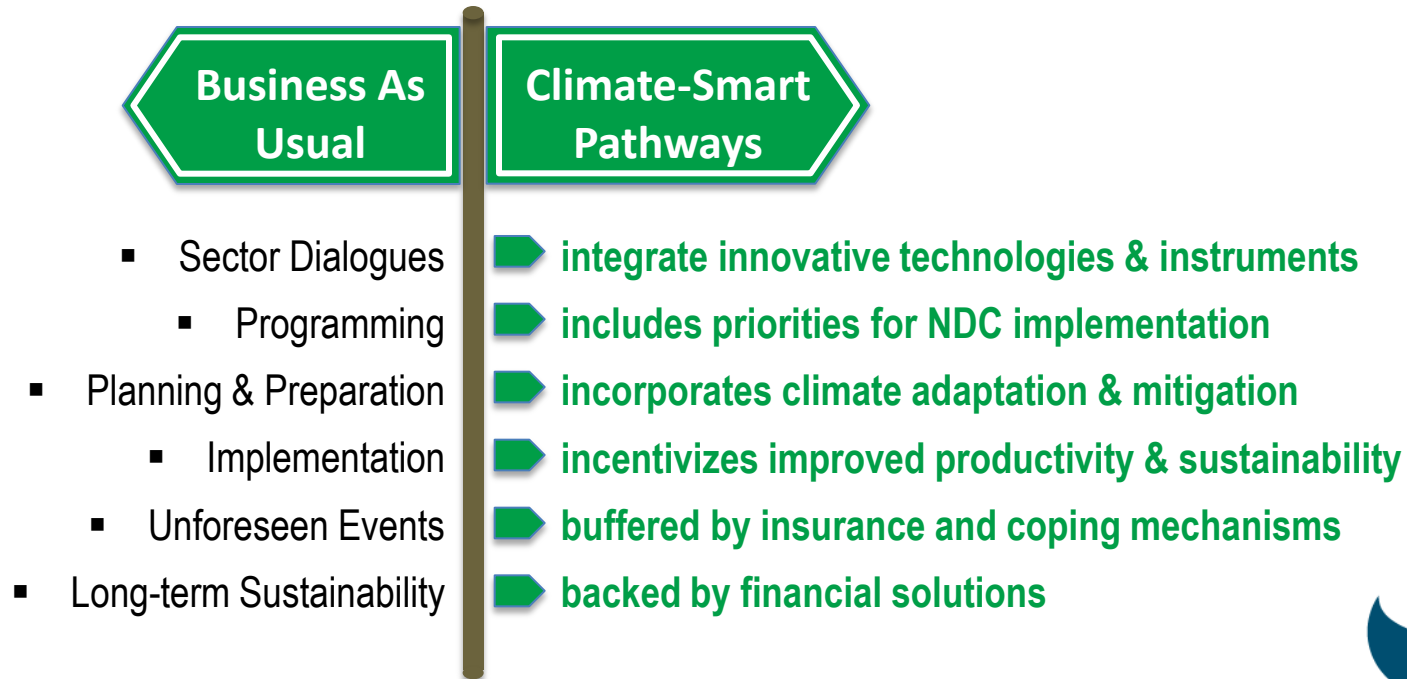 Business As
Usual
Climate-Smart
Pathways
▪ Sector Dialogues integrate innovative technologies & instruments
▪ Programming includes priorities for NDC implementation
▪ Planning & Preparation incorporates climate adaptation & mitigation
▪ Implementation incentivizes improved productivity & sustainability
▪ Unforeseen Events buffered by insurance and coping mechanisms
▪ Long-term Sustainability backed by financial solutions